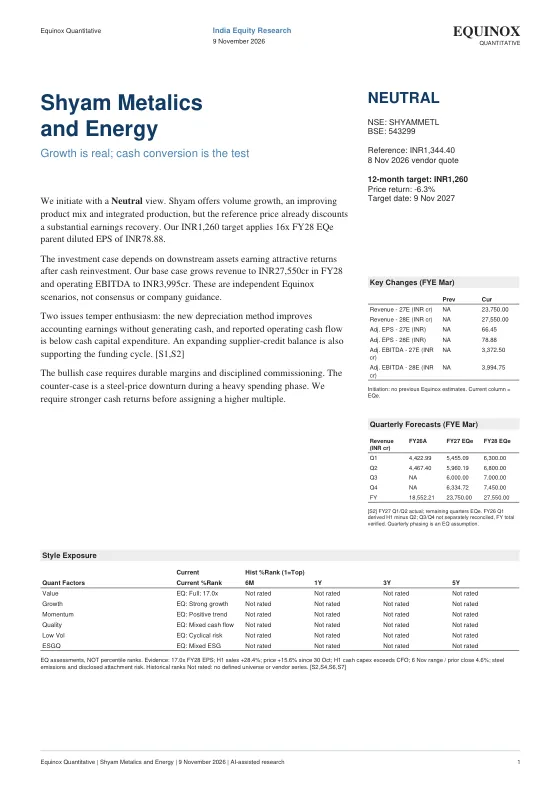 Equinox Quantitative
India Equity Research
9 November 2026
EQUINOX
QUANTITATIVE
Shyam Metalics
and Energy
Growth is real; cash conversion is the test
We initiate with a Neutral view. Shyam offers volume growth, an improving
product mix and integrated production, but the reference price already discounts
a substantial earnings recovery. Our INR1,260 target applies 16x FY28 EQe
parent diluted EPS of INR78.88.
The investment case depends on downstream assets earning attractive returns
after cash reinvestment. Our base case grows revenue to INR27,550cr in FY28
and operating EBITDA to INR3,995cr. These are independent Equinox
scenarios, not consensus or company guidance.
Two issues temper enthusiasm: the new depreciation method improves
accounting earnings without generating cash, and reported operating cash flow
is below cash capital expenditure. An expanding supplier-credit balance is also
supporting the funding cycle. [S1,S2]
The bullish case requires durable margins and disciplined commissioning. The
counter-case is a steel-price downturn during a heavy spending phase. We
require stronger cash returns before assigning a higher multiple.
NEUTRAL
NSE: SHYAMMETL
BSE: 543299
Reference: INR1,344.40
8 Nov 2026 vendor quote
12-month target: INR1,260
Price return: -6.3%
Target date: 9 Nov 2027
Key Changes (FYE Mar)
Prev Cur
Revenue - 27E (INR cr) NA 23,750.00
Revenue - 28E (INR cr) NA 27,550.00
Adj. EPS - 27E (INR) NA 66.45
Adj. EPS - 28E (INR) NA 78.88
Adj. EBITDA - 27E (INR NA 3,372.50
cr)
Adj. EBITDA - 28E (INR NA 3,994.75
cr)
Initiation: no previous Equinox estimates. Current column =
EQe.
Quarterly Forecasts (FYE Mar)
Revenue FY26A FY27 EQe FY28 EQe
(INR cr)
Q1 4,422.99 5,455.09 6,300.00
Q2 4,467.40 5,960.19 6,800.00
Q3 NA 6,000.00 7,000.00
Q4 NA 6,334.72 7,450.00
FY 18,552.21 23,750.00 27,550.00
[S2] FY27 Q1/Q2 actual; remaining quarters EQe. FY26 Q1
derived H1 minus Q2; Q3/Q4 not separately reconciled, FY total
verified. Quarterly phasing is an EQ assumption.
Style Exposure
Current Hist %Rank (1=Top)
Quant Factors Current %Rank 6M 1Y 3Y 5Y
Value EQ: Full; 17.0x Not rated Not rated Not rated Not rated
Growth EQ: Strong growth Not rated Not rated Not rated Not rated
Momentum EQ: Positive trend Not rated Not rated Not rated Not rated
Quality EQ: Mixed cash flow Not rated Not rated Not rated Not rated
Low Vol EQ: Cyclical risk Not rated Not rated Not rated Not rated
ESGQ EQ: Mixed ESG Not rated Not rated Not rated Not rated
EQ assessments, NOT percentile ranks. Evidence: 17.0x FY28 EPS; H1 sales +28.4%; price +15.6% since 30 Oct; H1 cash capex exceeds CFO; 6 Nov range / prior close 4.6%; steel
emissions and disclosed attachment risk. Historical ranks Not rated: no defined universe or vendor series. [S2,S4,S6,S7]
Equinox Quantitative | Shyam Metalics and Energy | 9 November 2026 | AI-assisted research
1